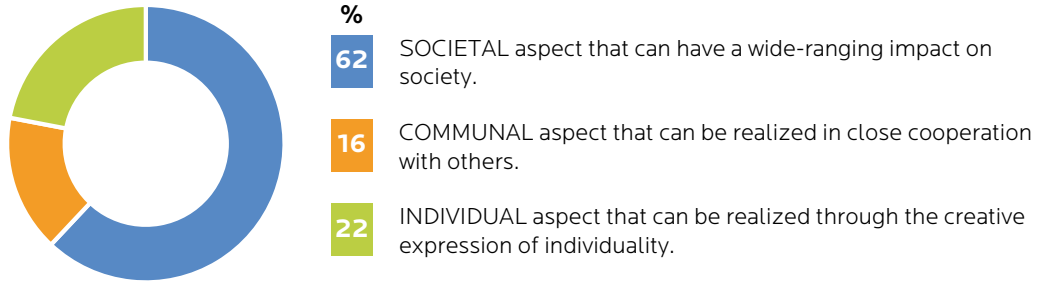 %
62
SOCIETAL aspect that can have a wide-ranging impact on
society.
16
COMMUNAL aspect that can be realized in close cooperation
with others.
22
INDIVIDUAL aspect that can be realized through the creative
expression of individuality.